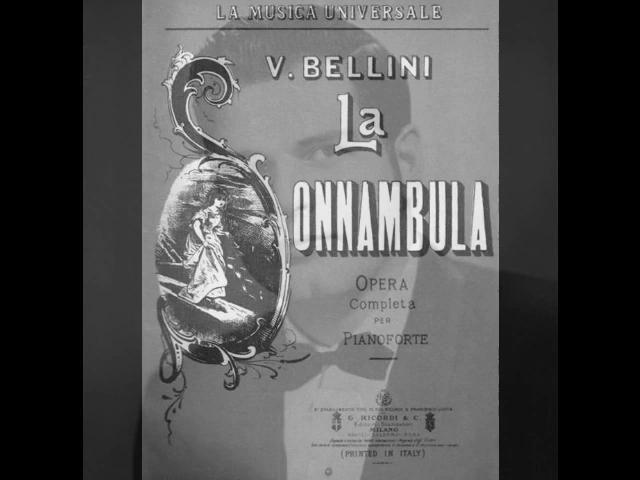 LA MUSICA UNIVERSALE
V. BELLINI
La
SONNAMBULA
OPERA
Completa
PER
PIANOFORTE
G. RICORDI & C.
MILANO
(PRINTED IN ITALY)